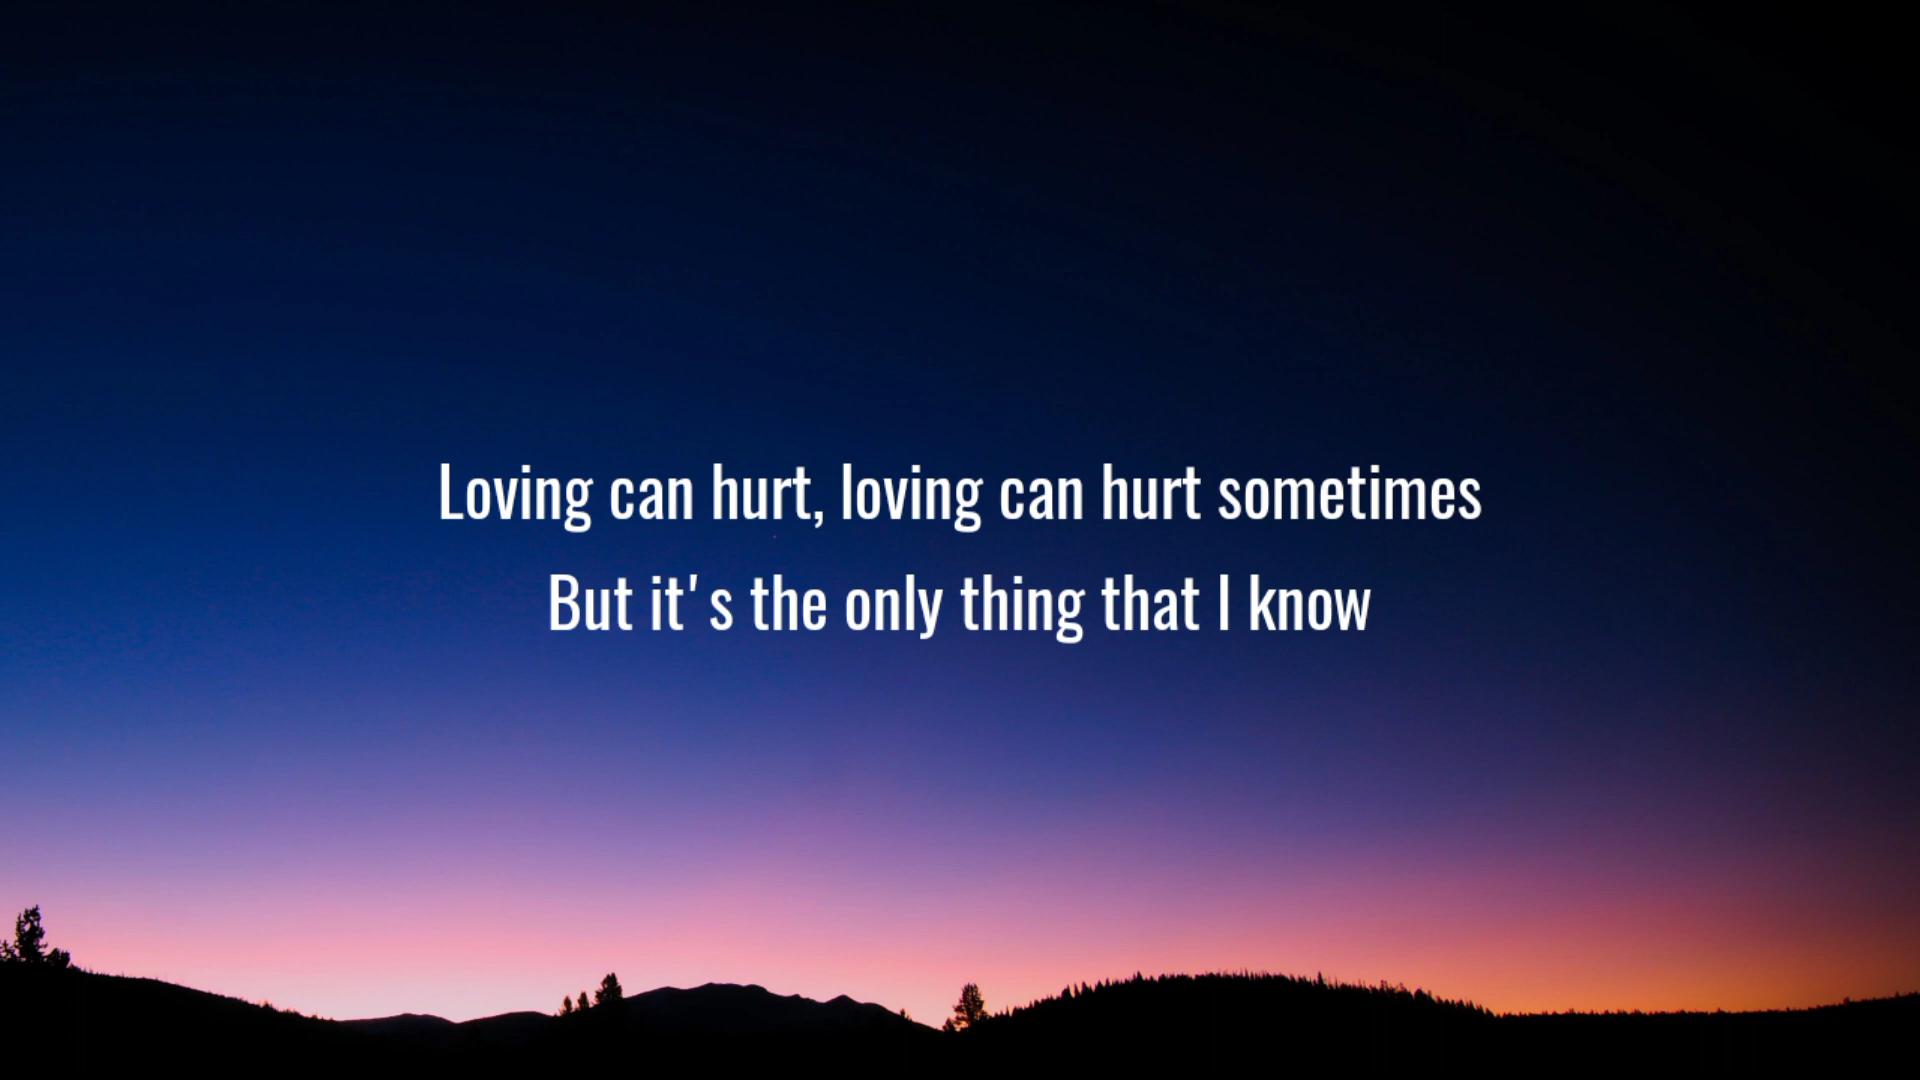 Loving can hurt, loving can hurt sometimes
But it's the only thing that I know